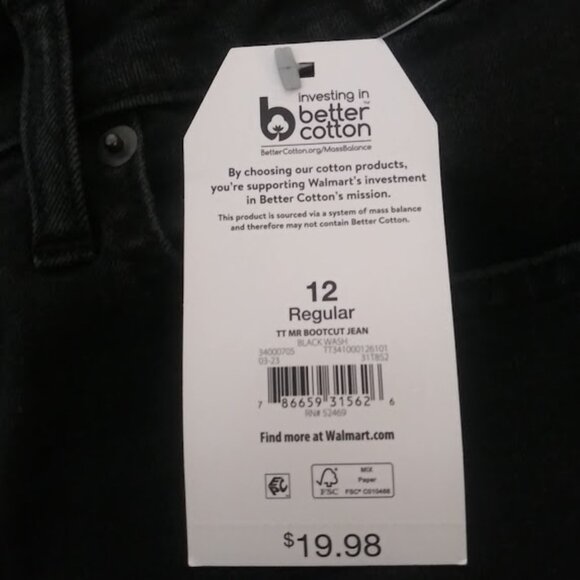 investing in
better™
cotton
BetterCotton.org/MassBalance
By choosing our cotton products,
you're supporting Walmart's investment
in Better Cotton's mission.
This product is sourced via a system of mass balance
and therefore may not contain Better Cotton.
12
Regular
TT MR BOOTCUT JEAN
BLACK WASH
34000705 TT341000126101
03-23 31TB52
7 86659 31562 6
RN# 52469
Find more at Walmart.com
FSC
MIX
Paper
FSC® C010468
$19.98